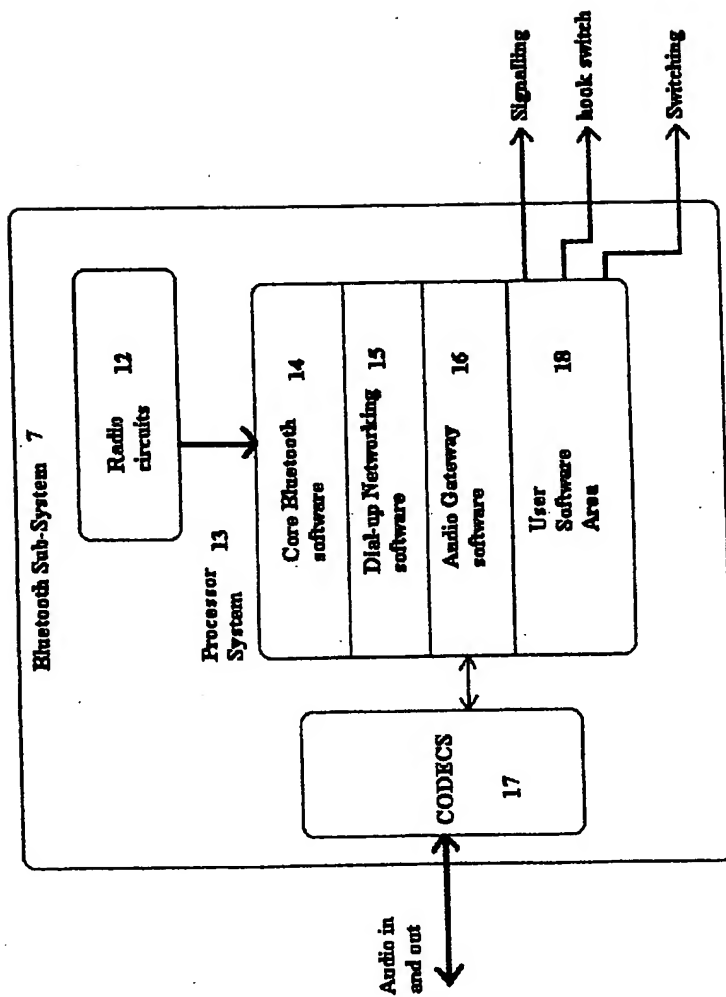 Bluetooth Sub-System 7
Radio 12
circuits
Processor 13
System
Core Bluetooth 14
software
Dial-up Networking 15
software
Audio Gateway 16
software
User
Software 18
Area
CODECS
17
Audio in
and out
Signalling
hook switch
Switching